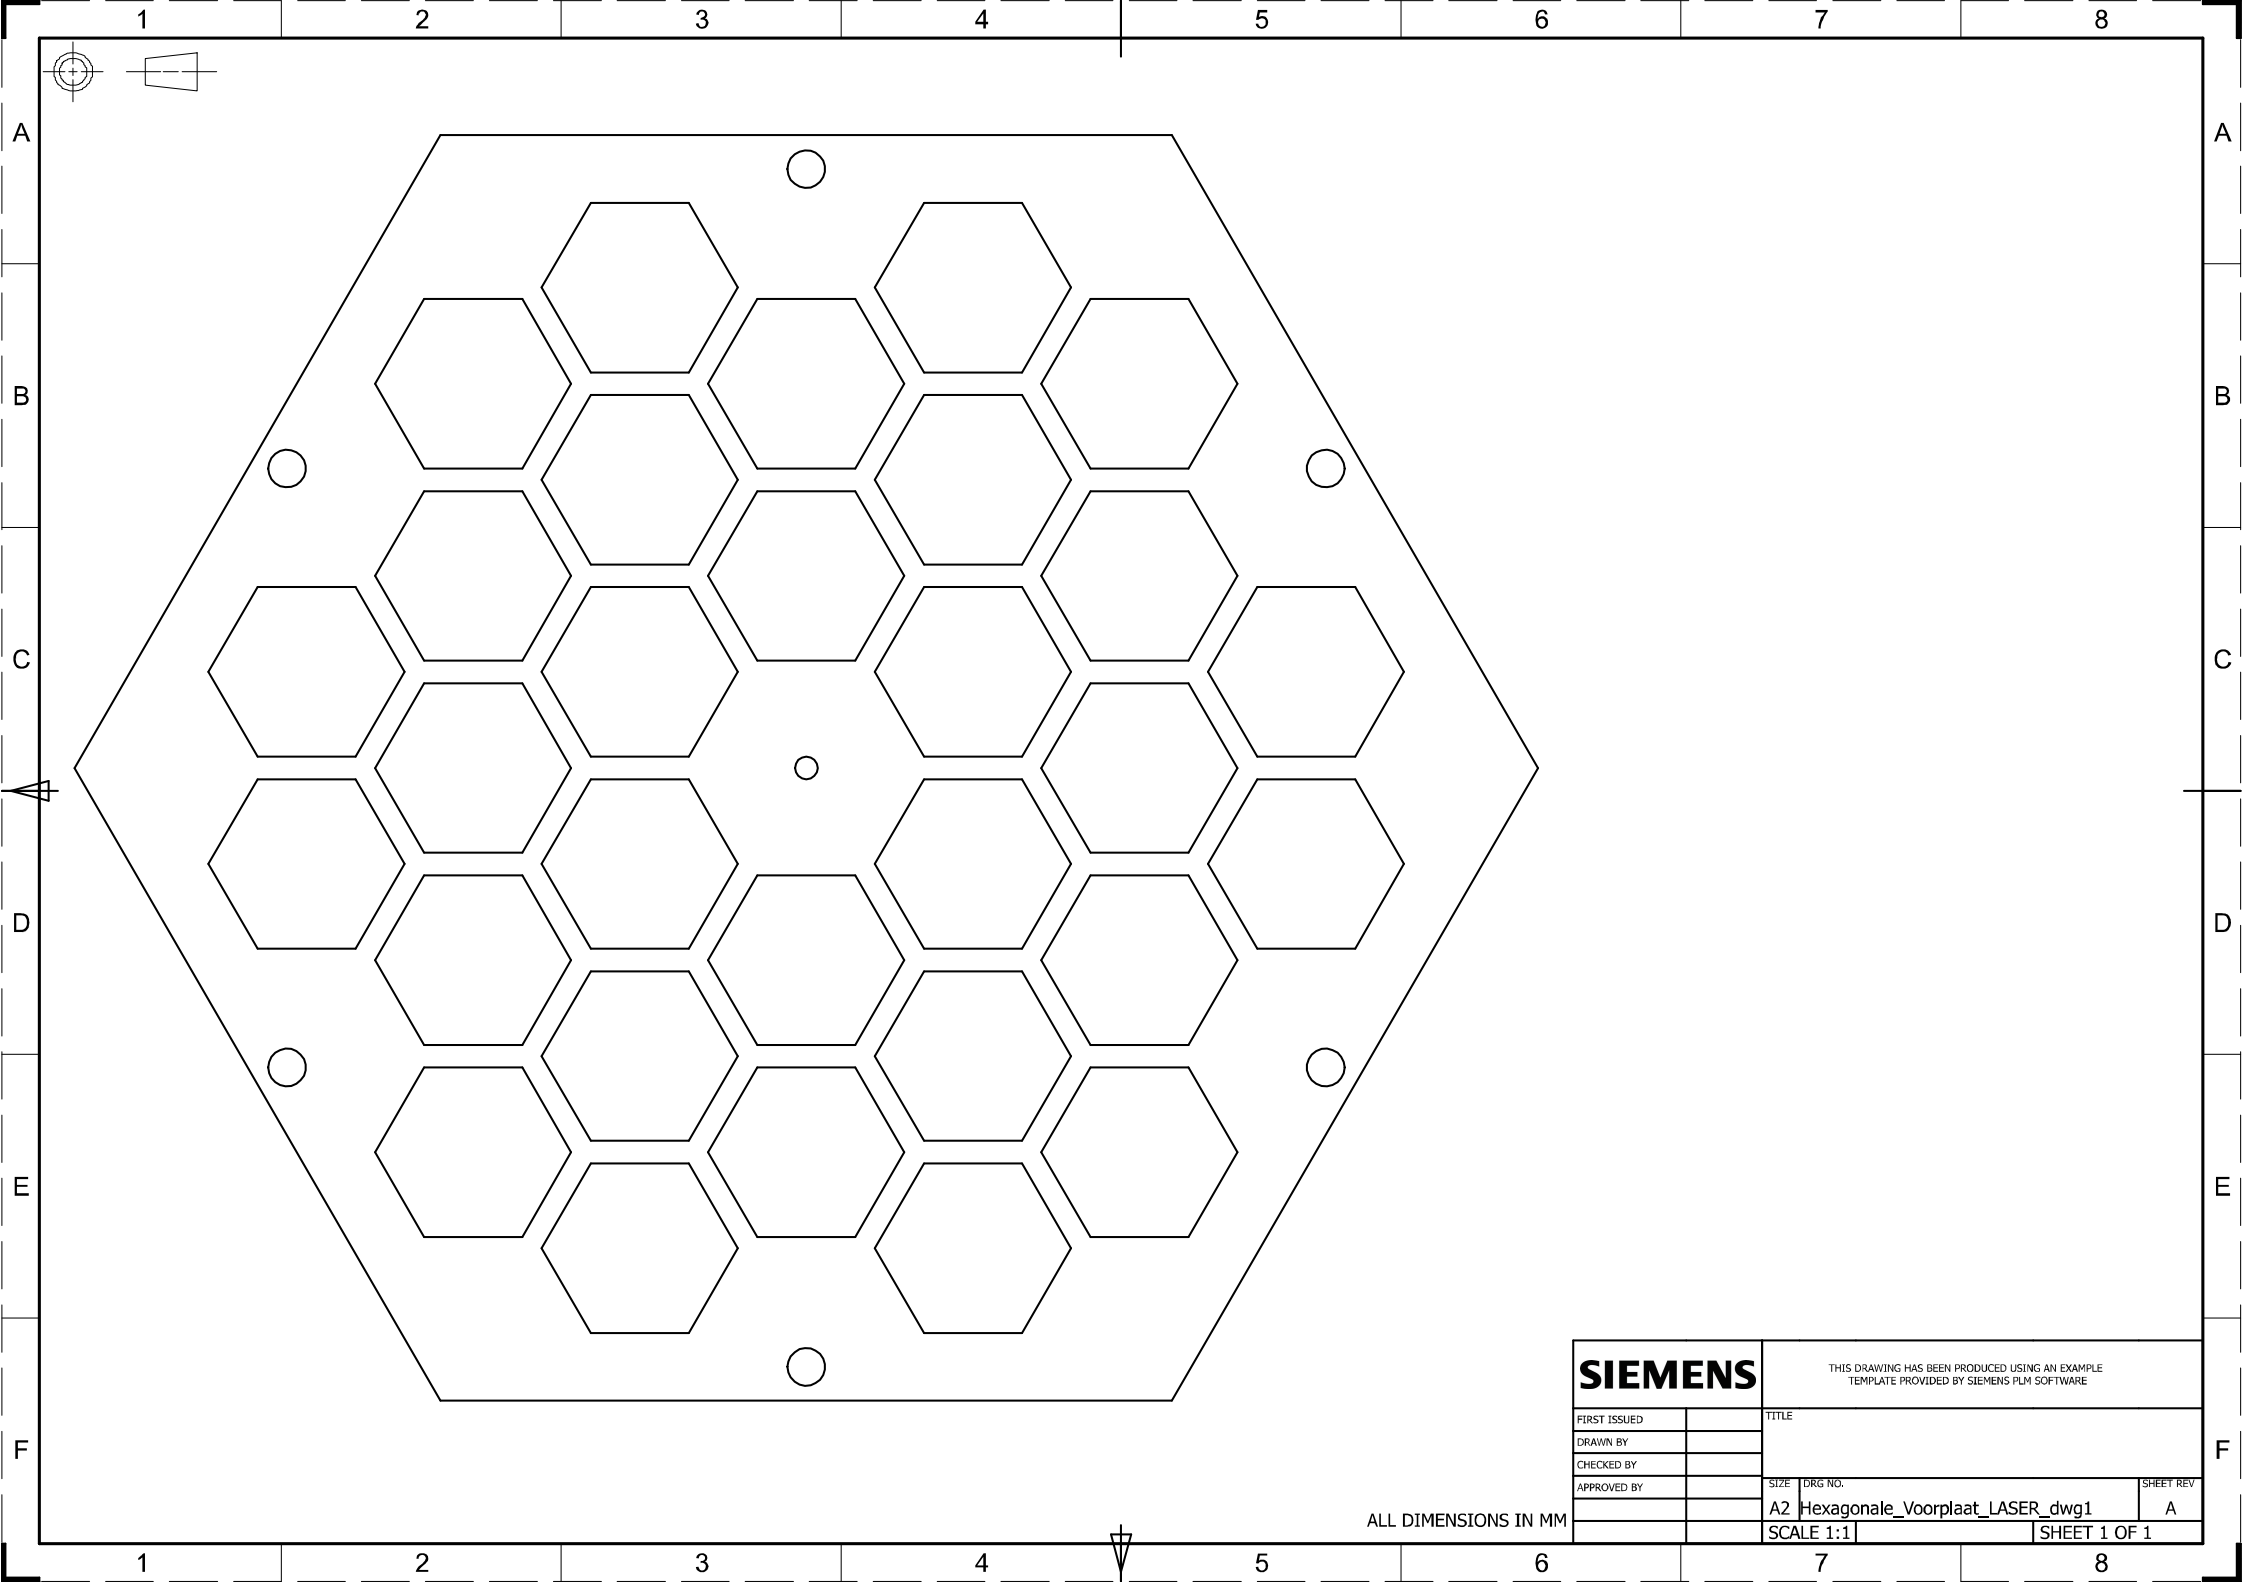 1 2 3 4 5 6 7 8
A A
B B
C C
D D
E E
F F
SIEMENS
THIS DRAWING HAS BEEN PRODUCED USING AN EXAMPLE
TEMPLATE PROVIDED BY SIEMENS PLM SOFTWARE
FIRST ISSUED
TITLE
DRAWN BY
CHECKED BY
APPROVED BY
SIZE DRG NO. SHEET REV
A2 Hexagonale_Voorplaat_LASER_dwg1 A
ALL DIMENSIONS IN MM
SCALE 1:1 SHEET 1 OF 1
1 2 3 4 5 6 7 8